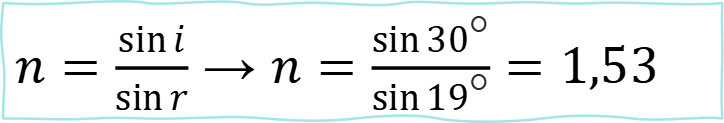 n = sin i / sin r → n = sin 30° / sin 19° = 1,53